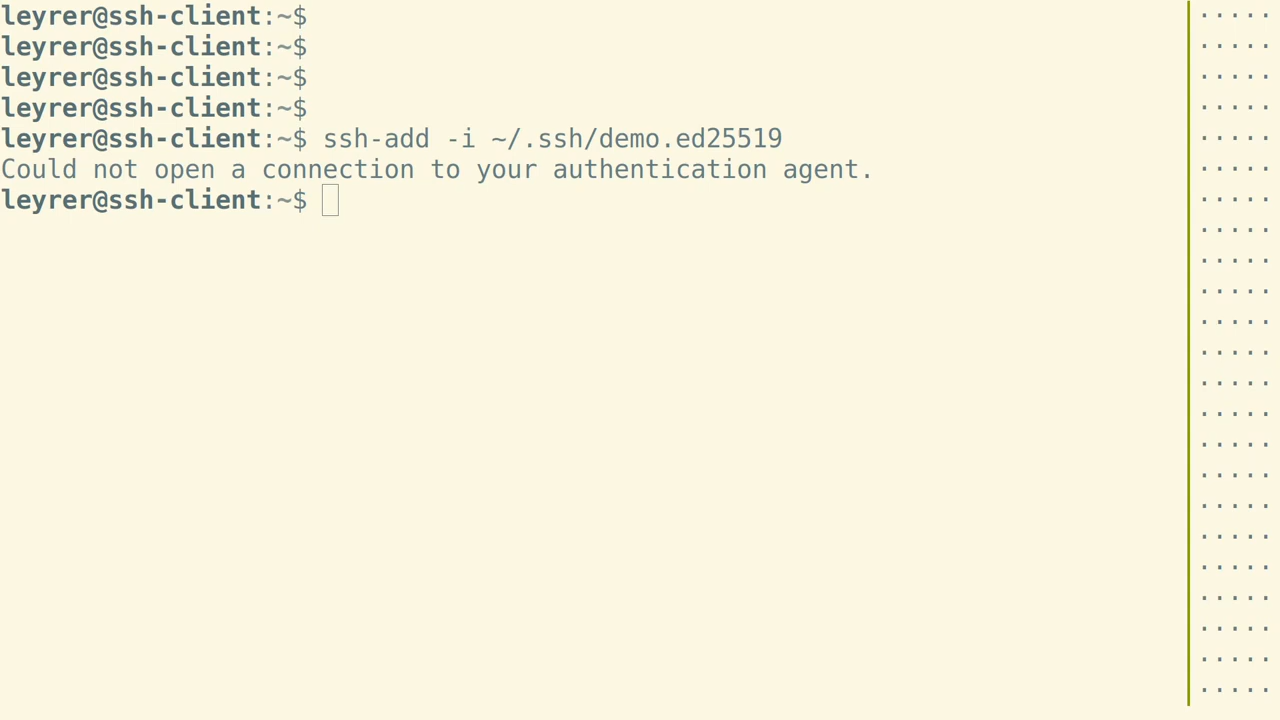 leyrer@ssh-client:~$
leyrer@ssh-client:~$
leyrer@ssh-client:~$
leyrer@ssh-client:~$
leyrer@ssh-client:~$ ssh-add -i ~/.ssh/demo.ed25519
Could not open a connection to your authentication agent.
leyrer@ssh-client:~$